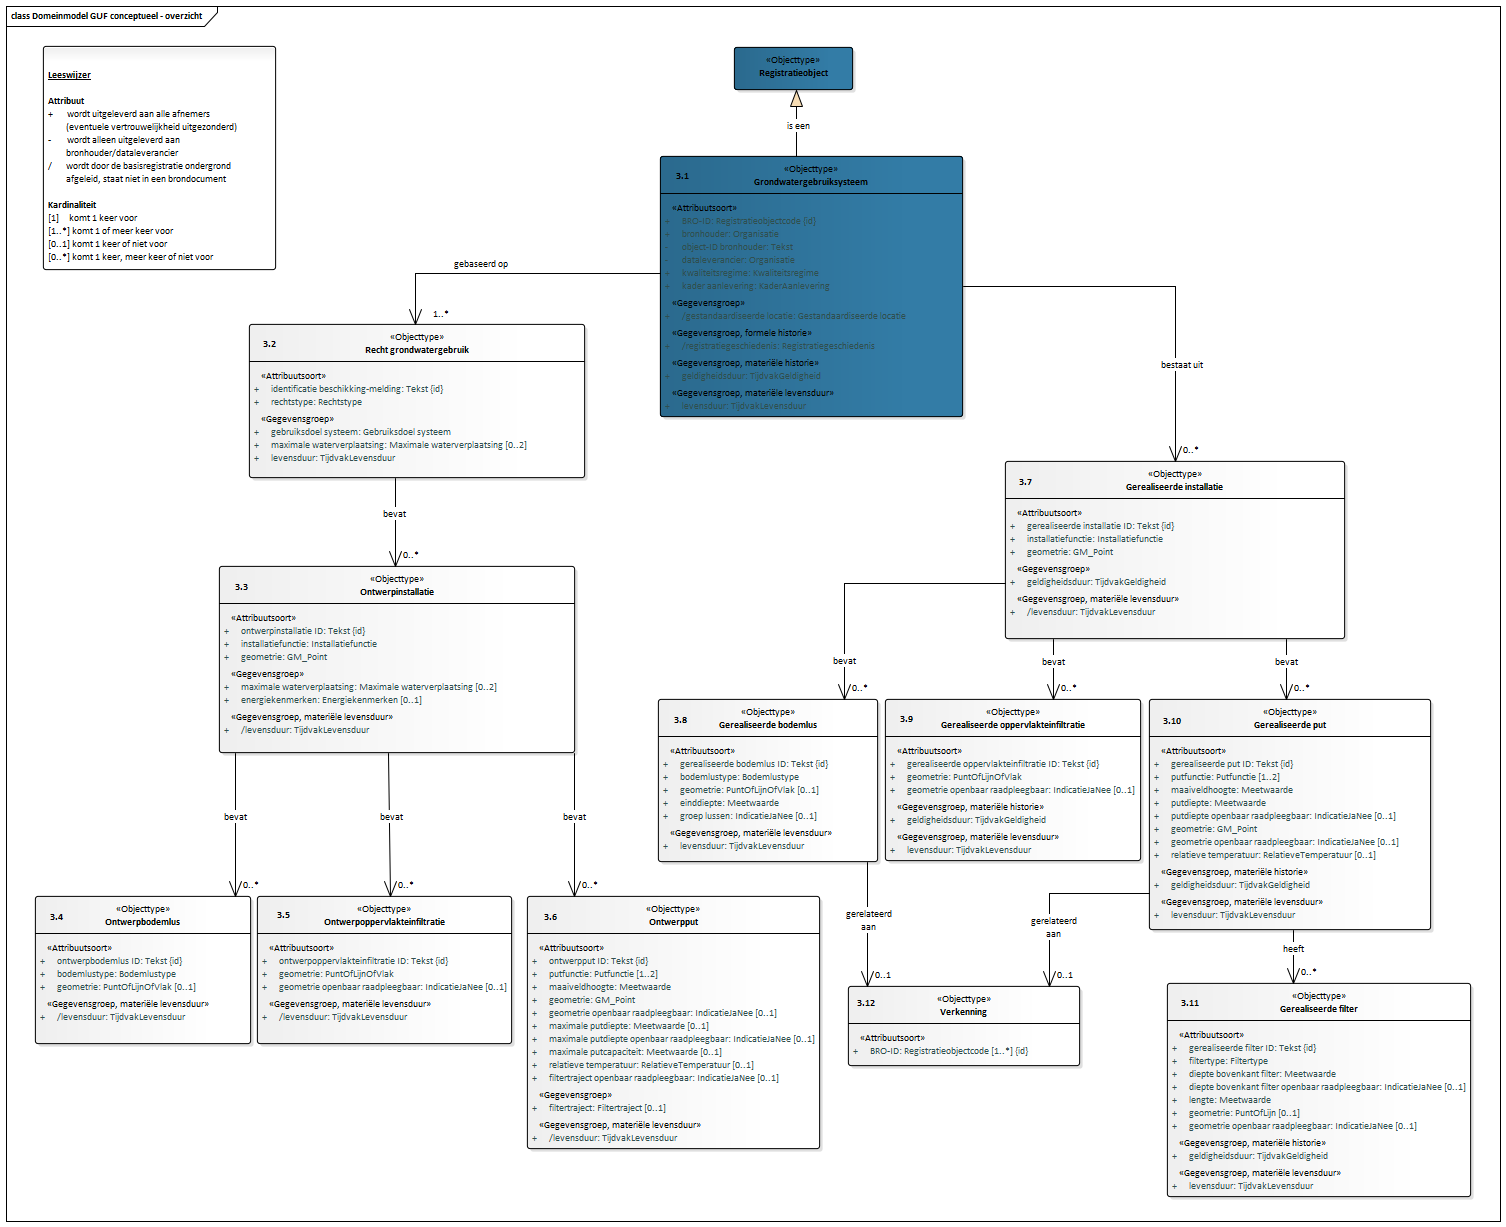 class Domeinmodel GUF conceptueel - overzicht
Leeswijzer
Attribuut
+ wordt uitgeleverd aan alle afnemers
(eventuele vertrouwelijkheid uitgezonderd)
- wordt alleen uitgeleverd aan
bronhouder/dataleverancier
/ wordt door de basisregistratie ondergrond
afgeleid, staat niet in een brondocument
Kardinaliteit
[1] komt 1 keer voor
[1..*] komt 1 of meer keer voor
[0..1] komt 1 keer of niet voor
[0..*] komt 1 keer, meer keer of niet voor
«Objecttype»
Registratieobject
is een
3.1
«Objecttype»
Grondwatergebruiksysteem
«Attribuutsoort»
+ BRO-ID: Registratieobjectcode {id}
+ bronhouder: Organisatie
- object-ID bronhouder: Tekst
- dataleverancier: Organisatie
+ kwaliteitsregime: Kwaliteitsregime
+ kader aanlevering: KaderAanlevering
«Gegevensgroep»
+ /gestandaardiseerde locatie: Gestandaardiseerde locatie
«Gegevensgroep, formele historie»
+ /registratiegeschiedenis: Registratiegeschiedenis
«Gegevensgroep, materiële historie»
+ geldigheidsduur: TijdvakGeldigheid
«Gegevensgroep, materiële levensduur»
+ levensduur: TijdvakLevensduur
gebaseerd op
1..*
bestaat uit
0..*
3.2
«Objecttype»
Recht grondwatergebruik
«Attribuutsoort»
+ identificatie beschikking-melding: Tekst {id}
+ rechtstype: Rechtstype
«Gegevensgroep»
+ gebruiksdoel systeem: Gebruiksdoel systeem
+ maximale waterverplaatsing: Maximale waterverplaatsing [0..2]
+ levensduur: TijdvakLevensduur
bevat
0..*
3.3
«Objecttype»
Ontwerpinstallatie
«Attribuutsoort»
+ ontwerpinstallatie ID: Tekst {id}
+ installatiefunctie: Installatiefunctie
+ geometrie: GM_Point
«Gegevensgroep»
+ maximale waterverplaatsing: Maximale waterverplaatsing [0..2]
+ energiekenmerken: Energiekenmerken [0..1]
«Gegevensgroep, materiële levensduur»
+ /levensduur: TijdvakLevensduur
bevat
0..*
bevat
0..*
bevat
0..*
3.4
«Objecttype»
Ontwerpbodemlus
«Attribuutsoort»
+ ontwerpbodemlus ID: Tekst {id}
+ bodemlustype: Bodemlustype
+ geometrie: PuntOfLijnOfVlak [0..1]
«Gegevensgroep, materiële levensduur»
+ /levensduur: TijdvakLevensduur
3.5
«Objecttype»
Ontwerpoppervlakteinfiltratie
«Attribuutsoort»
+ ontwerpoppervlakteinfiltratie ID: Tekst {id}
+ geometrie: PuntOfLijnOfVlak
+ geometrie openbaar raadpleegbaar: IndicatieJaNee [0..1]
«Gegevensgroep, materiële levensduur»
+ /levensduur: TijdvakLevensduur
3.6
«Objecttype»
Ontwerpput
«Attribuutsoort»
+ ontwerpput ID: Tekst {id}
+ putfunctie: Putfunctie [1..2]
+ maaiveldhoogte: Meetwaarde
+ geometrie: GM_Point
+ geometrie openbaar raadpleegbaar: IndicatieJaNee [0..1]
+ maximale putdiepte: Meetwaarde [0..1]
+ maximale putdiepte openbaar raadpleegbaar: IndicatieJaNee [0..1]
+ maximale putcapaciteit: Meetwaarde [0..1]
+ relatieve temperatuur: RelatieveTemperatuur [0..1]
+ filtertraject openbaar raadpleegbaar: IndicatieJaNee [0..1]
«Gegevensgroep»
+ filtertraject: Filtertraject [0..1]
«Gegevensgroep, materiële levensduur»
+ /levensduur: TijdvakLevensduur
3.7
«Objecttype»
Gerealiseerde installatie
«Attribuutsoort»
+ gerealiseerde installatie ID: Tekst {id}
+ installatiefunctie: Installatiefunctie
+ geometrie: GM_Point
«Gegevensgroep»
+ geldigheidsduur: TijdvakGeldigheid
«Gegevensgroep, materiële levensduur»
+ /levensduur: TijdvakLevensduur
bevat
0..*
bevat
0..*
bevat
0..*
3.8
«Objecttype»
Gerealiseerde bodemlus
«Attribuutsoort»
+ gerealiseerde bodemlus ID: Tekst {id}
+ bodemlustype: Bodemlustype
+ geometrie: PuntOfLijnOfVlak [0..1]
+ einddiepte: Meetwaarde
+ groep lussen: IndicatieJaNee [0..1]
«Gegevensgroep, materiële levensduur»
+ levensduur: TijdvakLevensduur
3.9
«Objecttype»
Gerealiseerde oppervlakteinfiltratie
«Attribuutsoort»
+ gerealiseerde oppervlakteinfiltratie ID: Tekst {id}
+ geometrie: PuntOfLijnOfVlak
+ geometrie openbaar raadpleegbaar: IndicatieJaNee [0..1]
«Gegevensgroep, materiële historie»
+ geldigheidsduur: TijdvakGeldigheid
«Gegevensgroep, materiële levensduur»
+ levensduur: TijdvakLevensduur
3.10
«Objecttype»
Gerealiseerde put
«Attribuutsoort»
+ gerealiseerde put ID: Tekst {id}
+ putfunctie: Putfunctie [1..2]
+ maaiveldhoogte: Meetwaarde
+ putdiepte: Meetwaarde
+ putdiepte openbaar raadpleegbaar: IndicatieJaNee [0..1]
+ geometrie: GM_Point
+ geometrie openbaar raadpleegbaar: IndicatieJaNee [0..1]
+ relatieve temperatuur: RelatieveTemperatuur [0..1]
«Gegevensgroep, materiële historie»
+ geldigheidsduur: TijdvakGeldigheid
«Gegevensgroep, materiële levensduur»
+ levensduur: TijdvakLevensduur
gerelateerd
aan
0..1
gerelateerd
aan
0..1
heeft
0..*
3.12
«Objecttype»
Verkenning
«Attribuutsoort»
+ BRO-ID: Registratieobjectcode [1..*] {id}
3.11
«Objecttype»
Gerealiseerde filter
«Attribuutsoort»
+ gerealiseerde filter ID: Tekst {id}
+ filtertype: Filtertype
+ diepte bovenkant filter: Meetwaarde
+ diepte bovenkant filter openbaar raadpleegbaar: IndicatieJaNee [0..1]
+ lengte: Meetwaarde
+ geometrie: PuntOfLijn [0..1]
+ geometrie openbaar raadpleegbaar: IndicatieJaNee [0..1]
«Gegevensgroep, materiële historie»
+ geldigheidsduur: TijdvakGeldigheid
«Gegevensgroep, materiële levensduur»
+ levensduur: TijdvakLevensduur